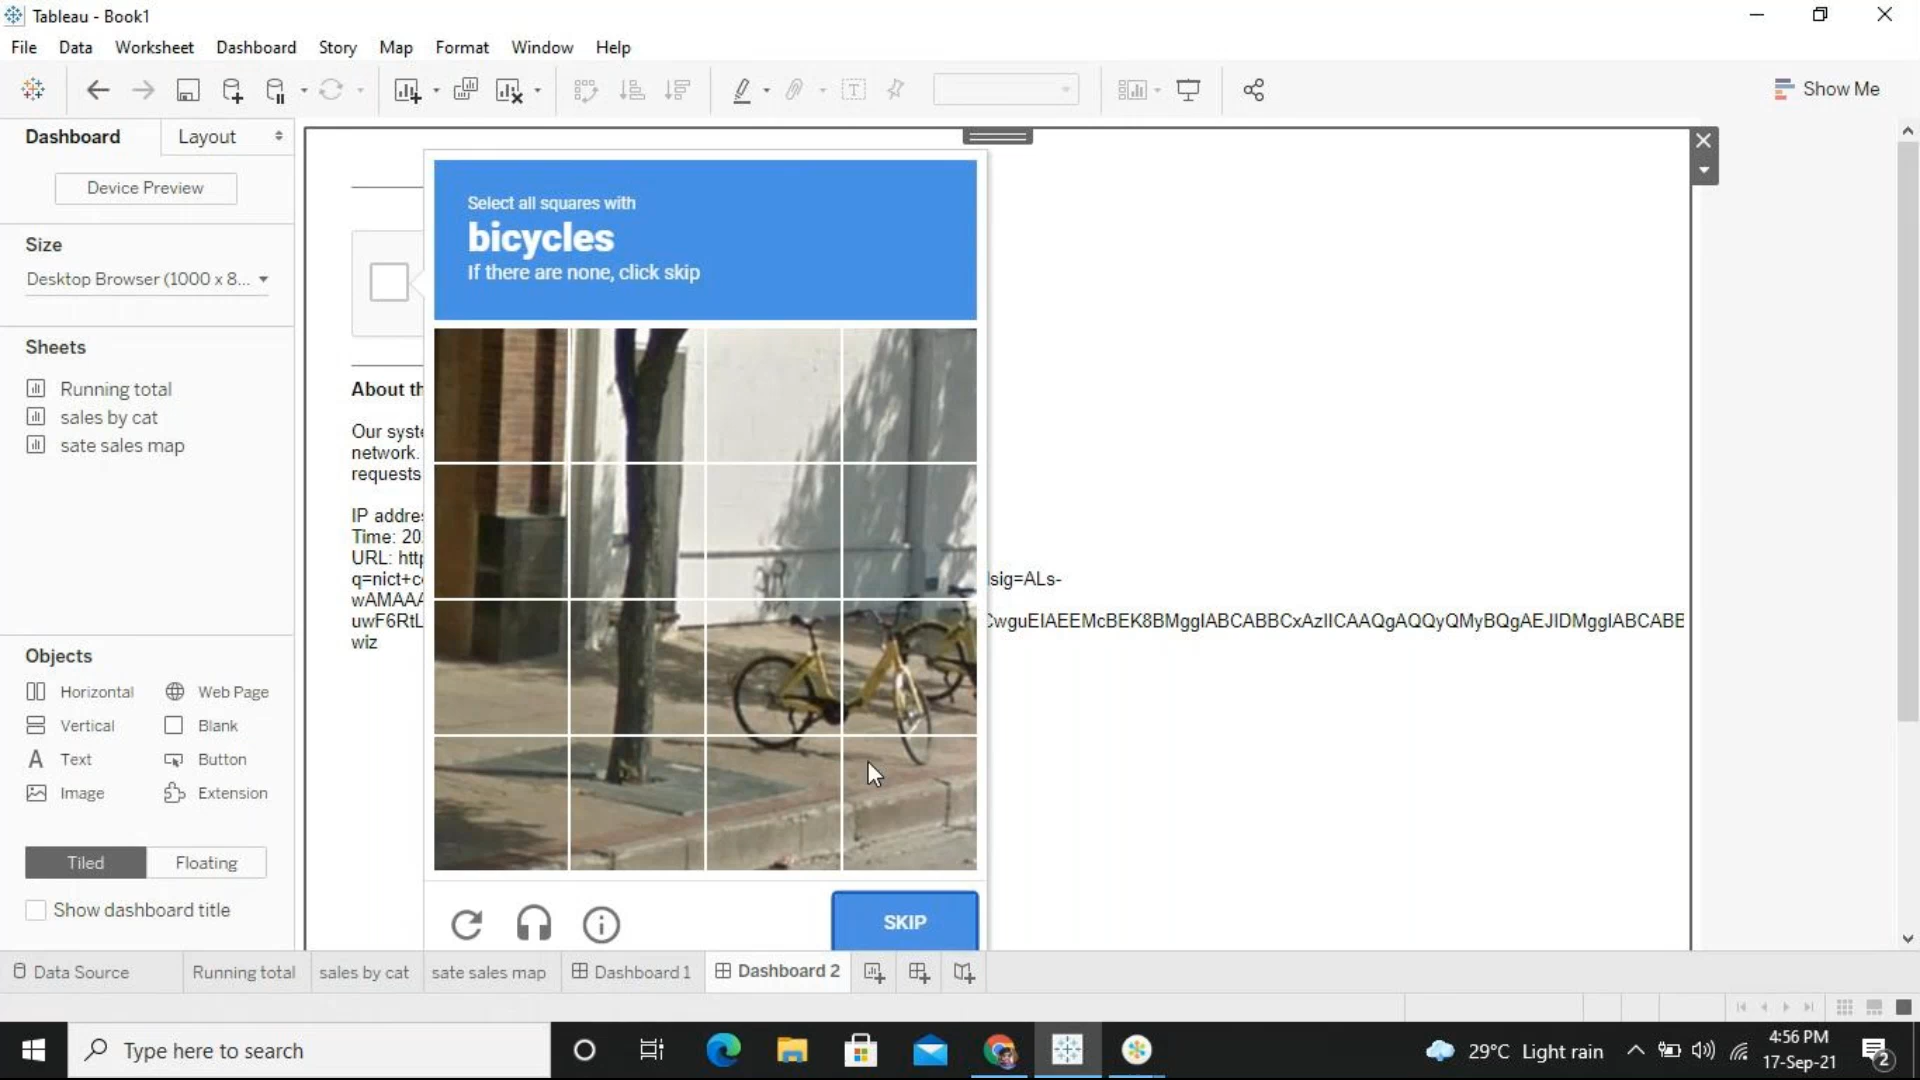 Tableau - Book1
File Data Worksheet Dashboard Story Map Format Window Help
Show Me
Dashboard Layout
Device Preview
Size
Desktop Browser (1000 x 8...
Sheets
Running total
sales by cat
sate sales map
Objects
Horizontal Web Page
Vertical Blank
Text Button
Image Extension
Tiled Floating
Show dashboard title
Select all squares with
bicycles
If there are none, click skip
About th
Our syste
network.
requests
IP addre
Time: 20
URL: http
q=nict+c lsig=ALs-
wAMAAA
uwF6RtL CwguEIAEEMcBEK8BMggIABCABBCxAzIICAAQgAQQyQMyBQgAEJIDMggIABCABE
wiz
SKIP
Data Source Running total sales by cat sate sales map Dashboard 1 Dashboard 2
Type here to search
29°C Light rain
4:56 PM
17-Sep-21
2